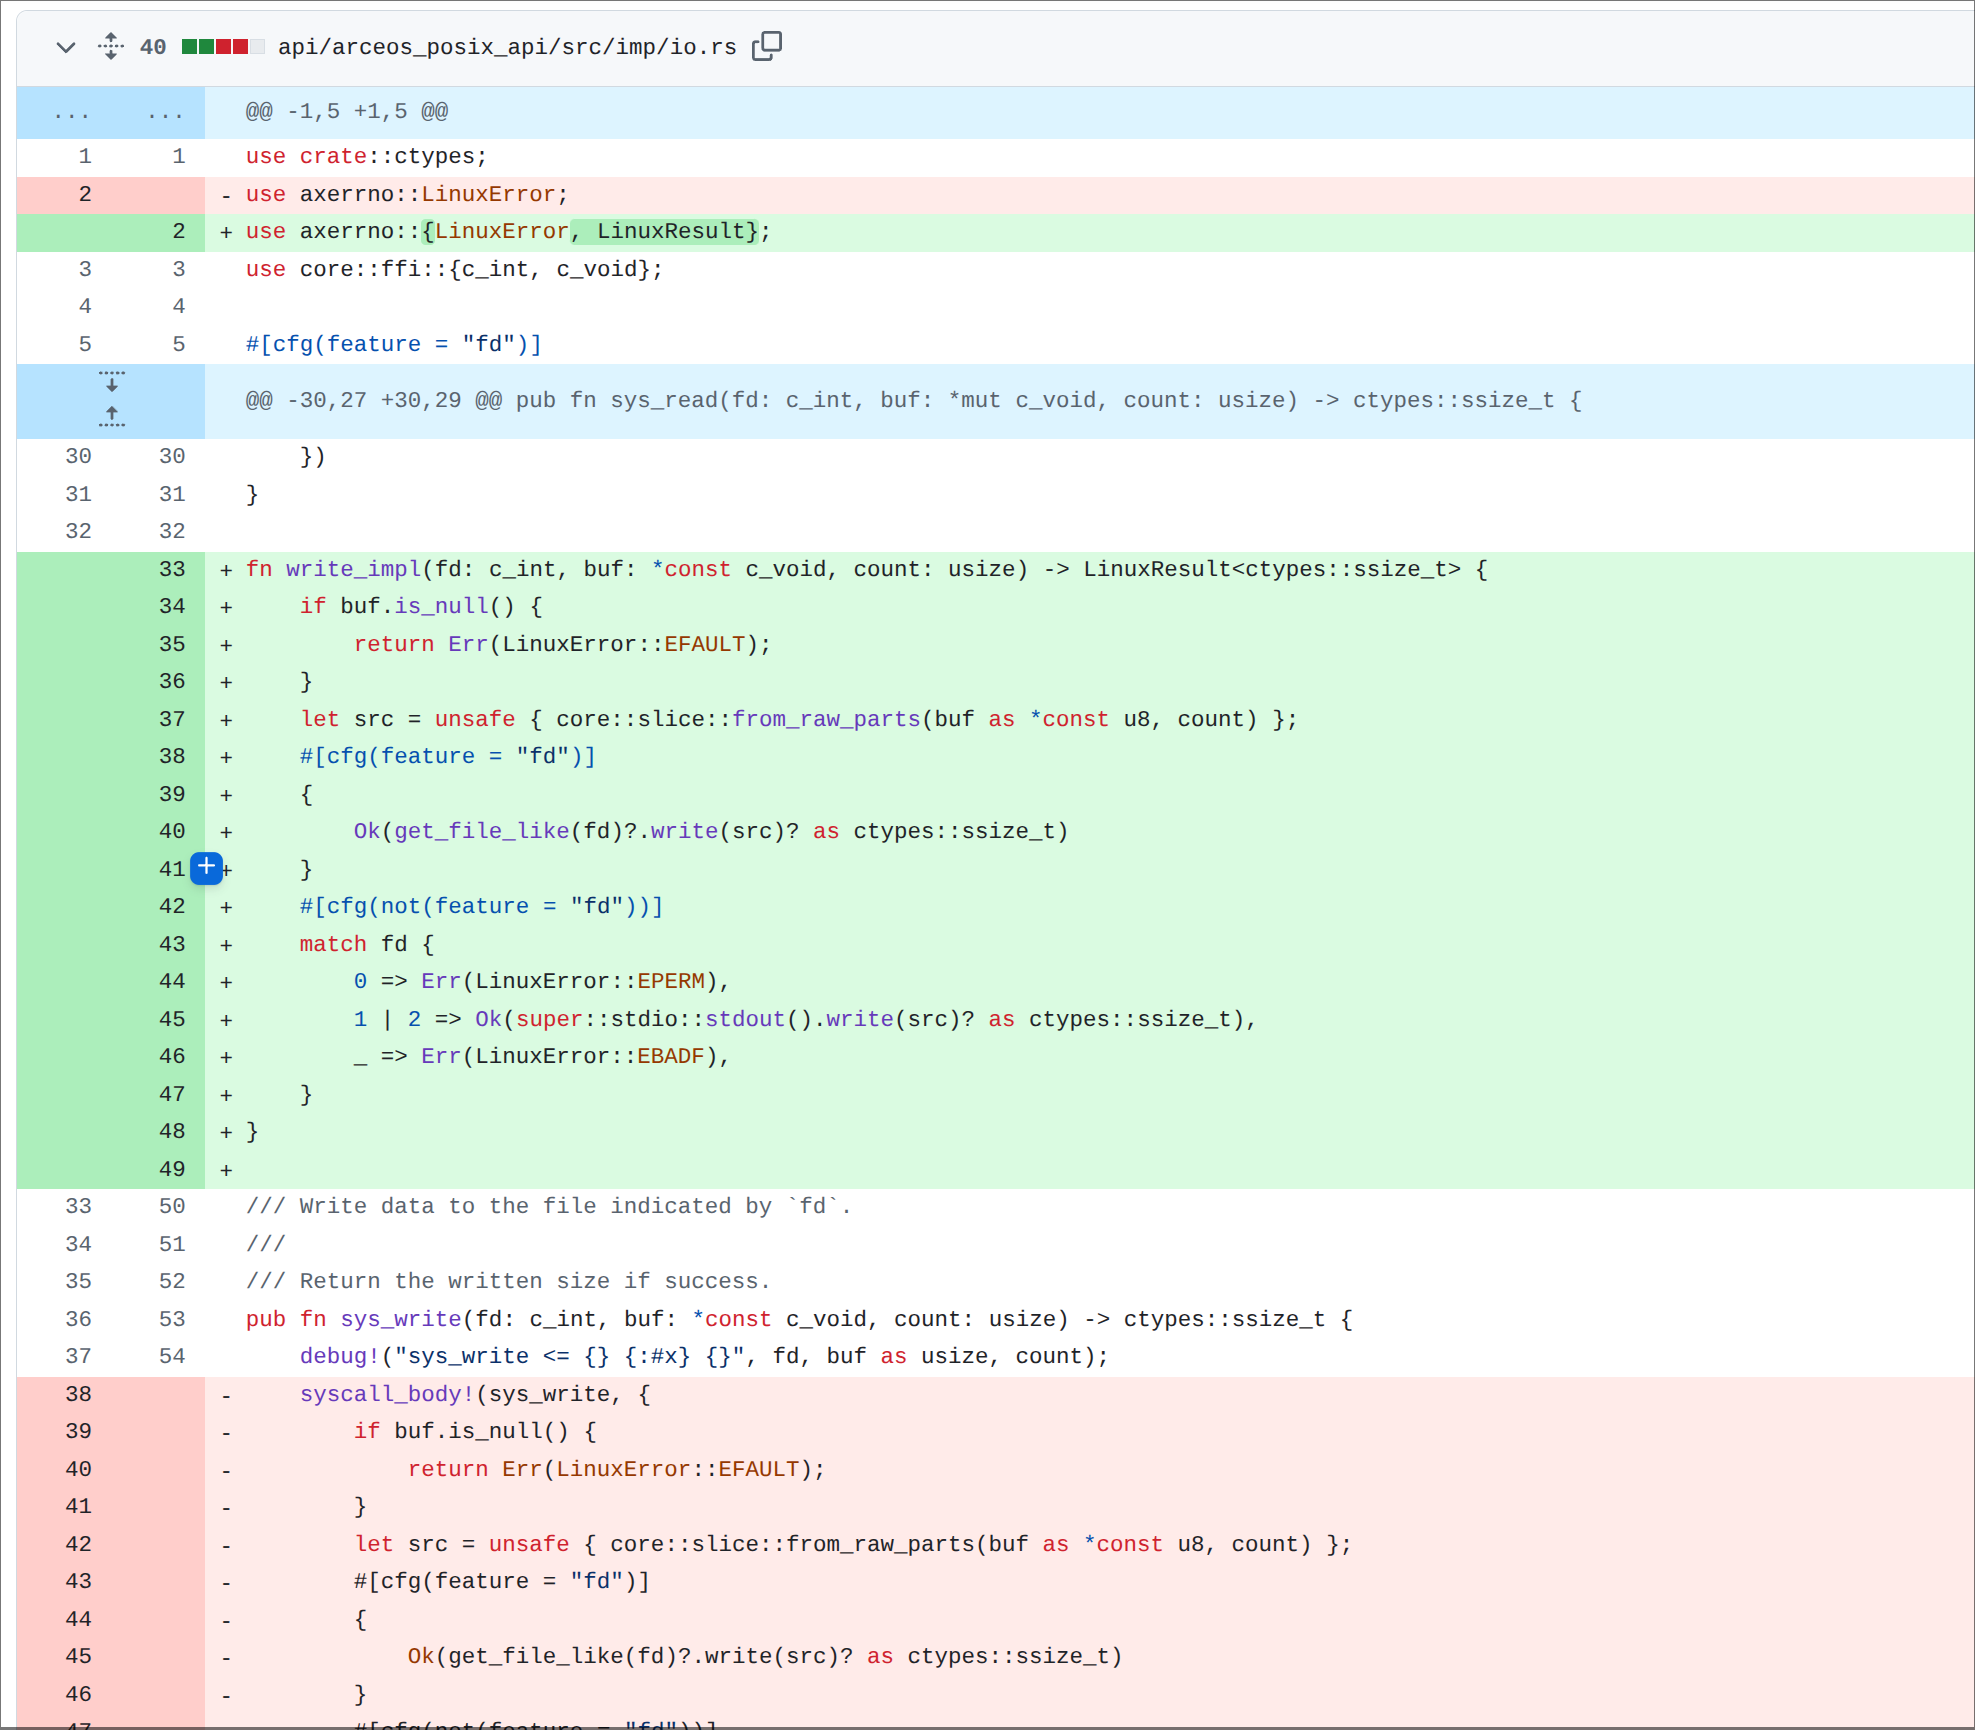 40 api/arceos_posix_api/src/imp/io.rs
... ... @@ -1,5 +1,5 @@
1 1 use crate::ctypes;
2 - use axerrno::LinuxError;
2 + use axerrno::{LinuxError, LinuxResult};
3 3 use core::ffi::{c_int, c_void};
4 4
5 5 #[cfg(feature = "fd")]
@@ -30,27 +30,29 @@ pub fn sys_read(fd: c_int, buf: *mut c_void, count: usize) -> ctypes::ssize_t {
30 30     })
31 31 }
32 32
33 + fn write_impl(fd: c_int, buf: *const c_void, count: usize) -> LinuxResult<ctypes::ssize_t> {
34 +     if buf.is_null() {
35 +         return Err(LinuxError::EFAULT);
36 +     }
37 +     let src = unsafe { core::slice::from_raw_parts(buf as *const u8, count) };
38 +     #[cfg(feature = "fd")]
39 +     {
40 +         Ok(get_file_like(fd)?.write(src)? as ctypes::ssize_t)
41 +     }
42 +     #[cfg(not(feature = "fd"))]
43 +     match fd {
44 +         0 => Err(LinuxError::EPERM),
45 +         1 | 2 => Ok(super::stdio::stdout().write(src)? as ctypes::ssize_t),
46 +         _ => Err(LinuxError::EBADF),
47 +     }
48 + }
49 +
33 50 /// Write data to the file indicated by `fd`.
34 51 ///
35 52 /// Return the written size if success.
36 53 pub fn sys_write(fd: c_int, buf: *const c_void, count: usize) -> ctypes::ssize_t {
37 54     debug!("sys_write <= {} {:#x} {}", fd, buf as usize, count);
38 -     syscall_body!(sys_write, {
39 -         if buf.is_null() {
40 -             return Err(LinuxError::EFAULT);
41 -         }
42 -         let src = unsafe { core::slice::from_raw_parts(buf as *const u8, count) };
43 -         #[cfg(feature = "fd")]
44 -         {
45 -             Ok(get_file_like(fd)?.write(src)? as ctypes::ssize_t)
46 -         }
47 -         #[cfg(not(feature = "fd"))]